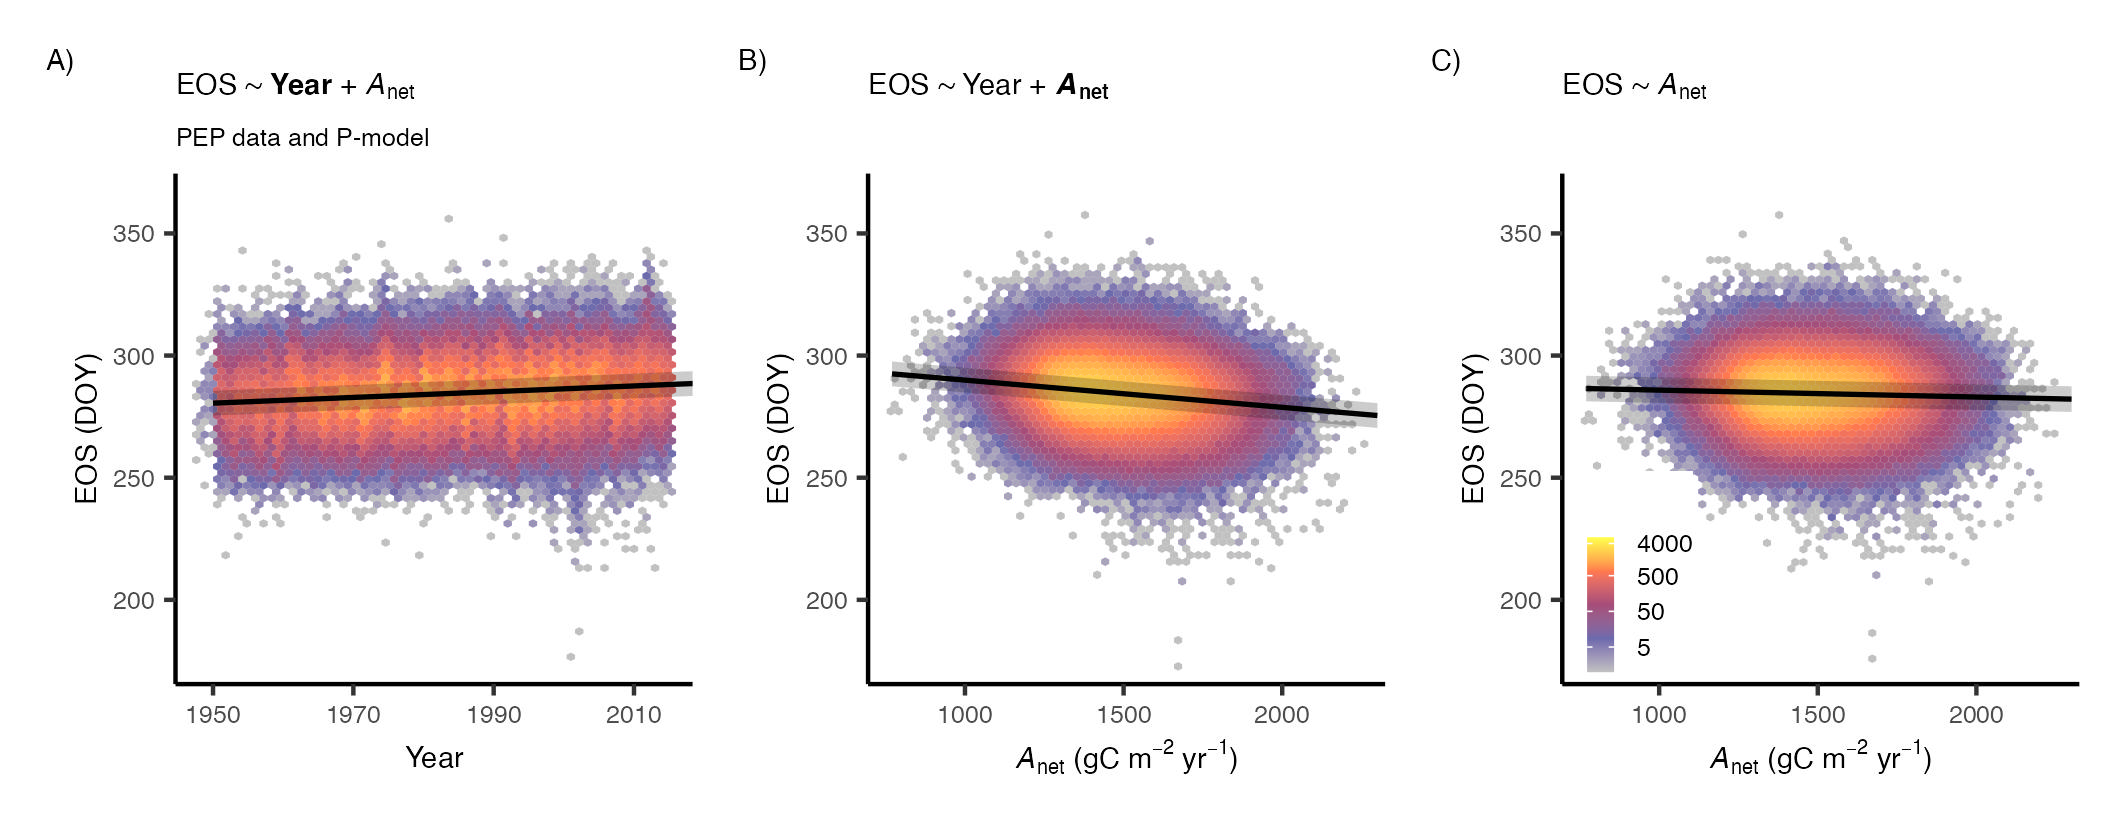 A)
EOS ~ Year + Anet
PEP data and P-model
350
300
250
200
EOS (DOY)
1950 1970 1990 2010
Year
B)
EOS ~ Year + Anet
350
300
250
200
EOS (DOY)
1000 1500 2000
Anet (gC m−2 yr−1)
C)
EOS ~ Anet
350
300
250
200
EOS (DOY)
4000
500
50
5
1000 1500 2000
Anet (gC m−2 yr−1)